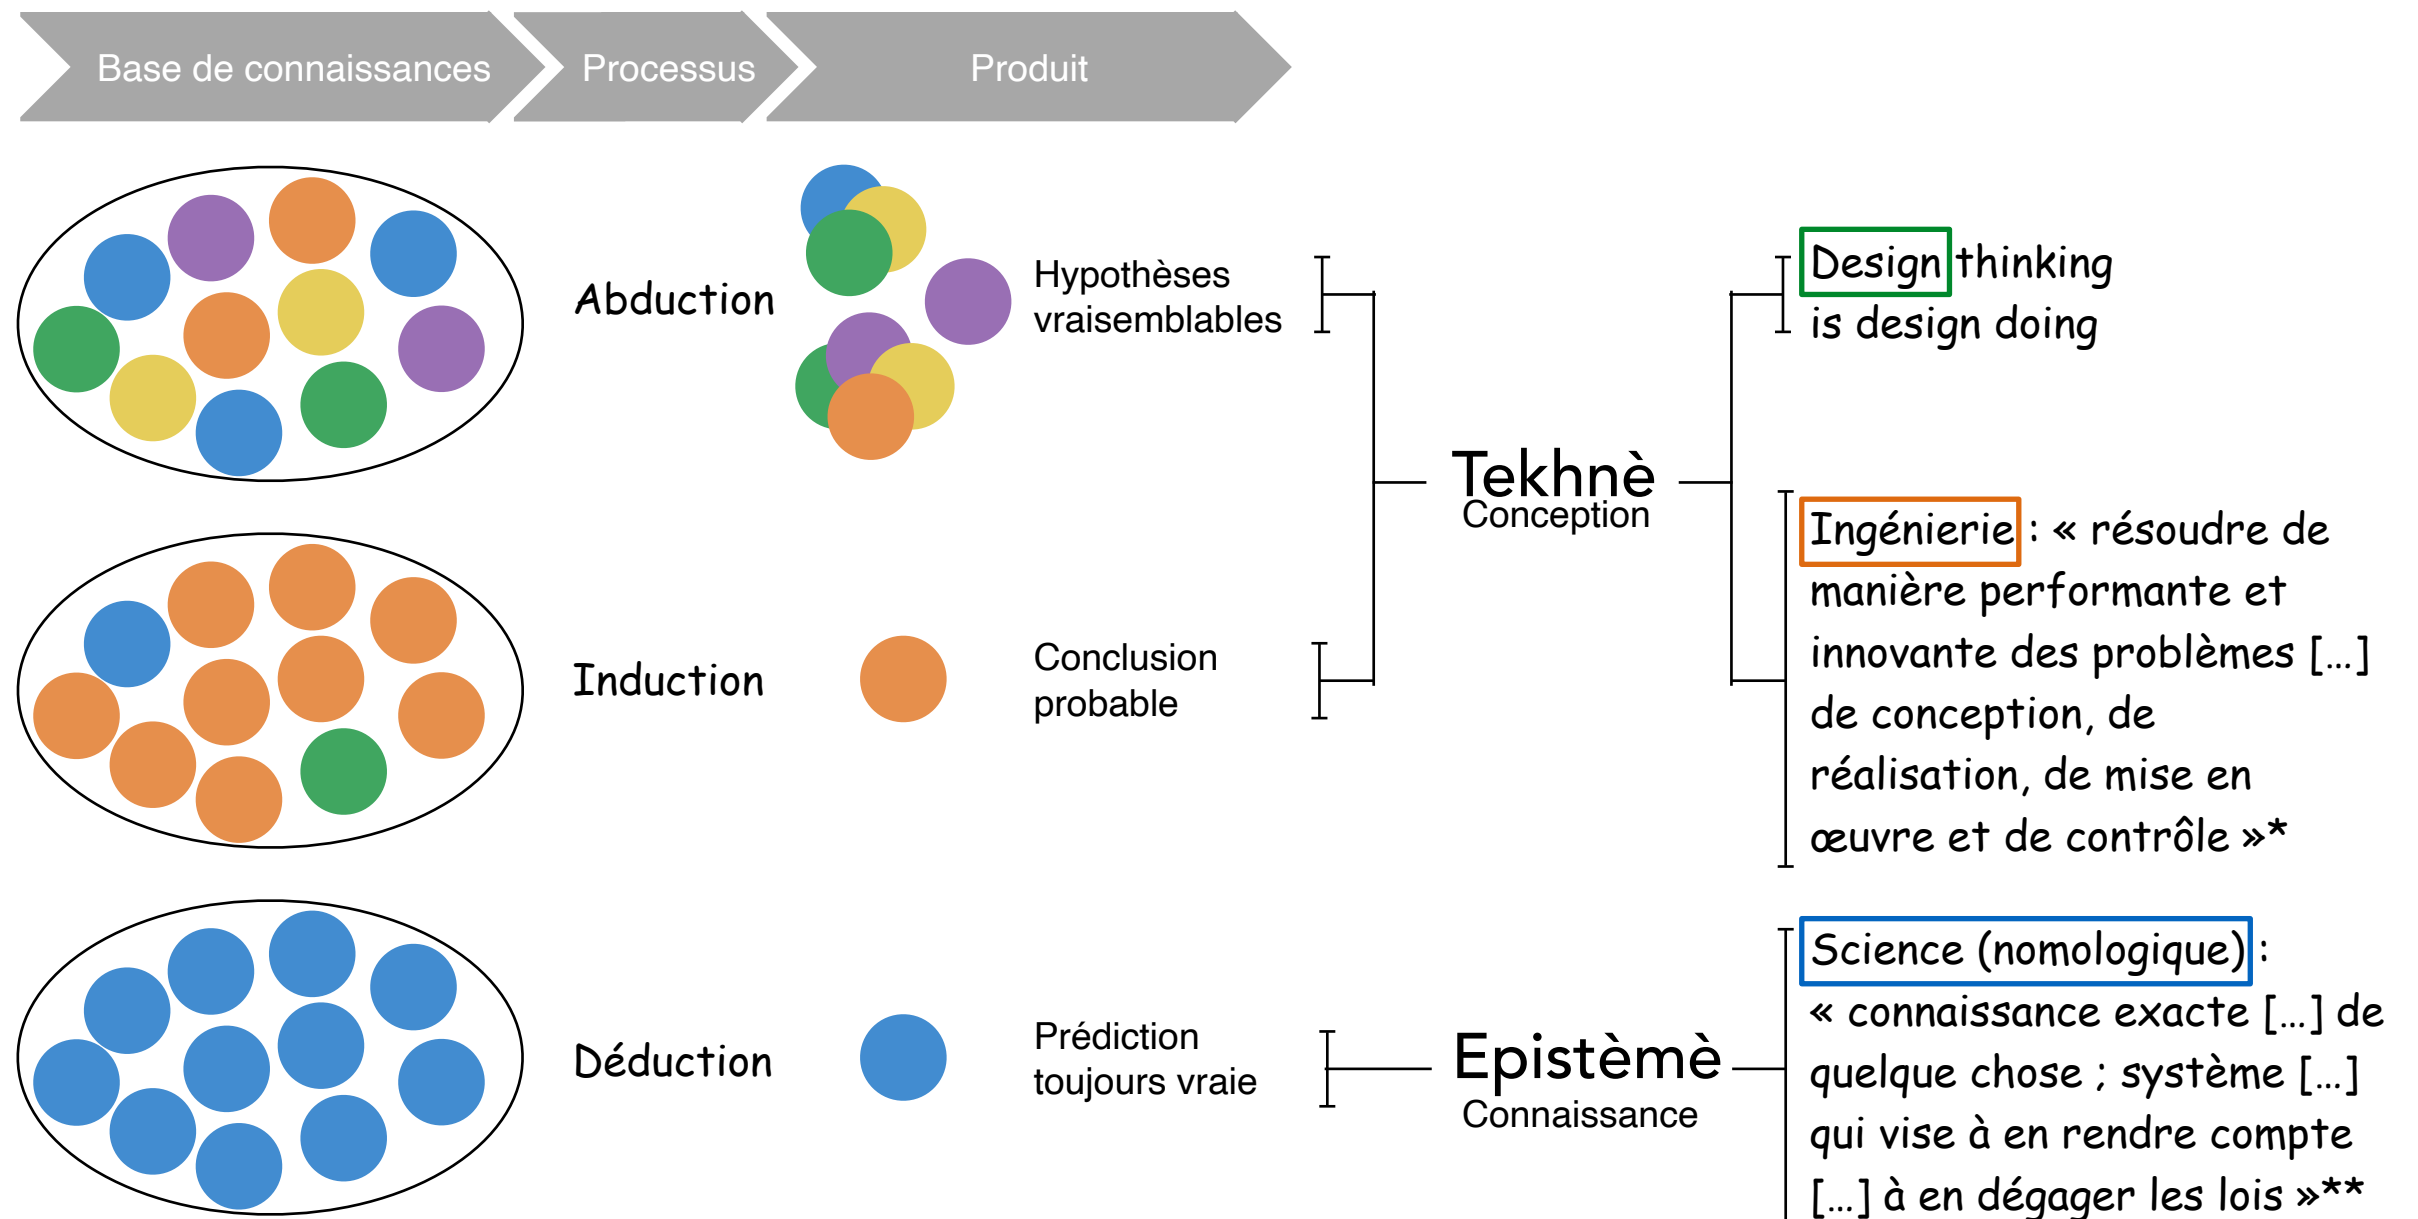 Base de connaissances
Processus
Produit
Abduction
Hypothèses
vraisemblables
Design thinking
is design doing
Tekhnè
Conception
Ingénierie : « résoudre de
manière performante et
innovante des problèmes […]
de conception, de
réalisation, de mise en
œuvre et de contrôle »*
Induction
Conclusion
probable
Déduction
Prédiction
toujours vraie
Epistèmè
Connaissance
Science (nomologique) :
« connaissance exacte […] de
quelque chose ; système […]
qui vise à en rendre compte
[…] à en dégager les lois »**